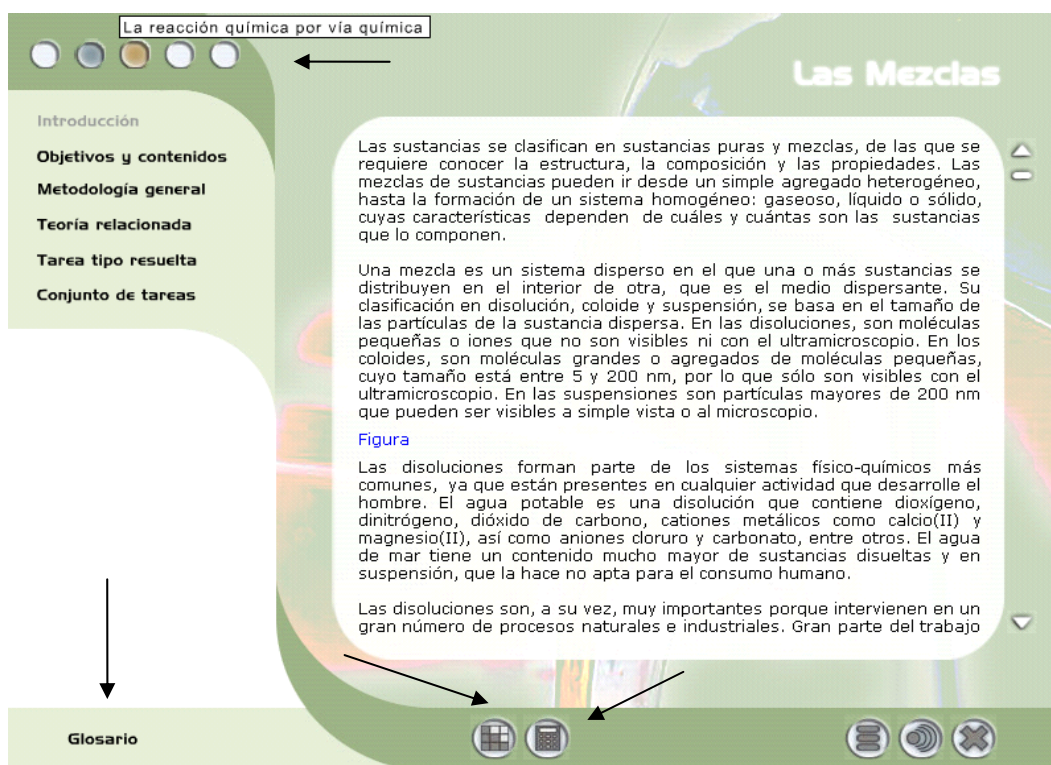 La reacción química por vía química
Las Mezclas
Introducción
Objetivos y contenidos
Metodología general
Teoría relacionada
Tarea tipo resuelta
Conjunto de tareas
Las sustancias se clasifican en sustancias puras y mezclas, de las que se
requiere conocer la estructura, la composición y las propiedades. Las
mezclas de sustancias pueden ir desde un simple agregado heterogéneo,
hasta la formación de un sistema homogéneo: gaseoso, líquido o sólido,
cuyas características dependen de cuáles y cuántas son las sustancias
que lo componen.
Una mezcla es un sistema disperso en el que una o más sustancias se
distribuyen en el interior de otra, que es el medio dispersante. Su
clasificación en disolución, coloide y suspensión, se basa en el tamaño de
las partículas de la sustancia dispersa. En las disoluciones, son moléculas
pequeñas o iones que no son visibles ni con el ultramicroscopio. En los
coloides, son moléculas grandes o agregados de moléculas pequeñas,
cuyo tamaño está entre 5 y 200 nm, por lo que sólo son visibles con el
ultramicroscopio. En las suspensiones son partículas mayores de 200 nm
que pueden ser visibles a simple vista o al microscopio.
Figura
Las disoluciones forman parte de los sistemas físico-químicos más
comunes, ya que están presentes en cualquier actividad que desarrolle el
hombre. El agua potable es una disolución que contiene dioxígeno,
dinitrógeno, dióxido de carbono, cationes metálicos como calcio(II) y
magnesio(II), así como aniones cloruro y carbonato, entre otros. El agua
de mar tiene un contenido mucho mayor de sustancias disueltas y en
suspensión, que la hace no apta para el consumo humano.
Las disoluciones son, a su vez, muy importantes porque intervienen en un
gran número de procesos naturales e industriales. Gran parte del trabajo
Glosario